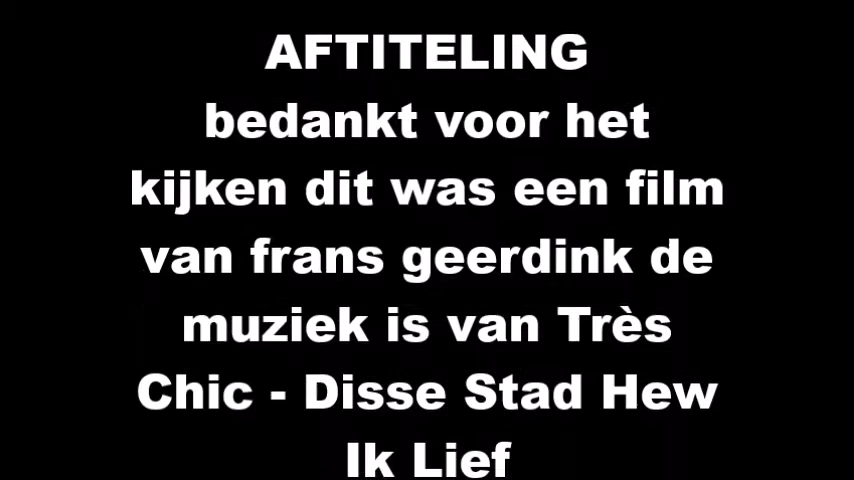 AFTITELING
bedankt voor het
kijken dit was een film
van frans geerdink de
muziek is van Très
Chic - Disse Stad Hew
Ik Lief